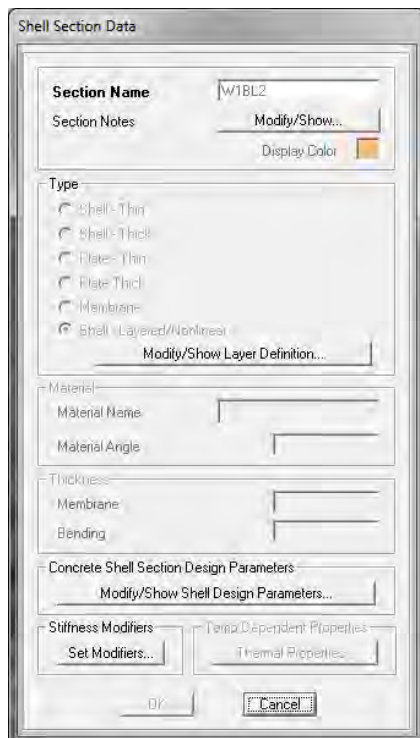 Shell Section Data
Section Name W1BL2
Section Notes Modify/Show...
Display Color
Type
Shell - Thin
Shell - Thick
Plate - Thin
Plate Thick
Membrane
Shell - Layered/Nonlinear
Modify/Show Layer Definition...
Material
Material Name
Material Angle
Thickness
Membrane
Bending
Concrete Shell Section Design Parameters
Modify/Show Shell Design Parameters...
Stiffness Modifiers Temp Dependent Properties
Set Modifiers... Thermal Properties...
OK Cancel